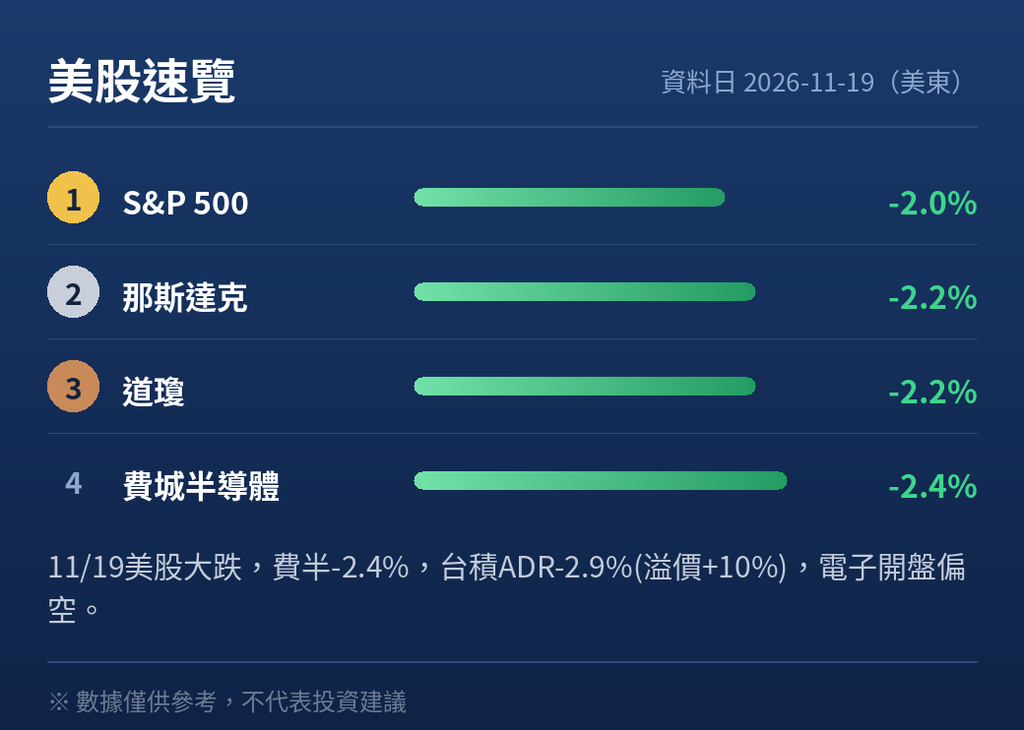 美股速覽
資料日 2026-11-19（美東）
1 S&P 500 -2.0%
2 那斯達克 -2.2%
3 道瓊 -2.2%
4 費城半導體 -2.4%
11/19美股大跌，費半-2.4%，台積ADR-2.9%(溢價+10%)，電子開盤偏
空。
※ 數據僅供參考，不代表投資建議